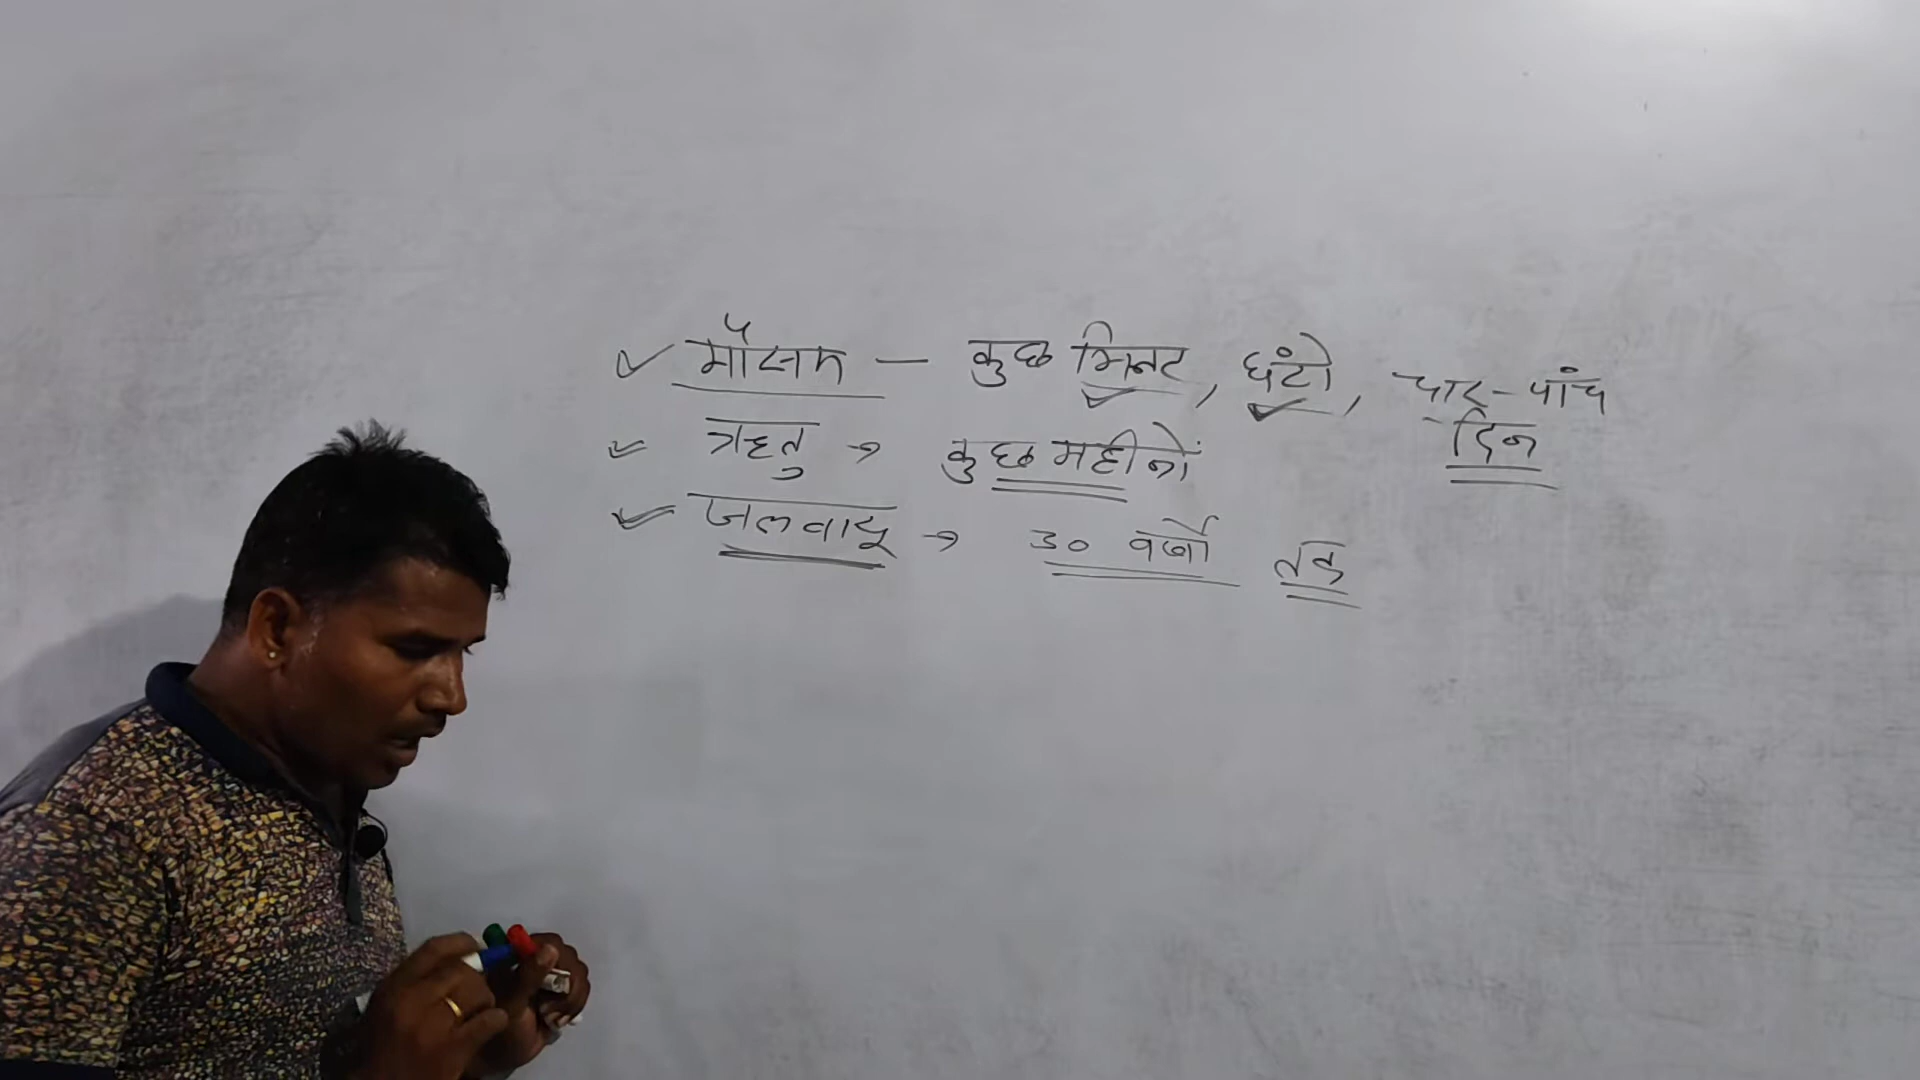 मौसम — कुछ मिनट, घंटो, चार-पांच
दिन
ऋतु → कुछ महीनों
जलवायु → 30 वर्षो तक